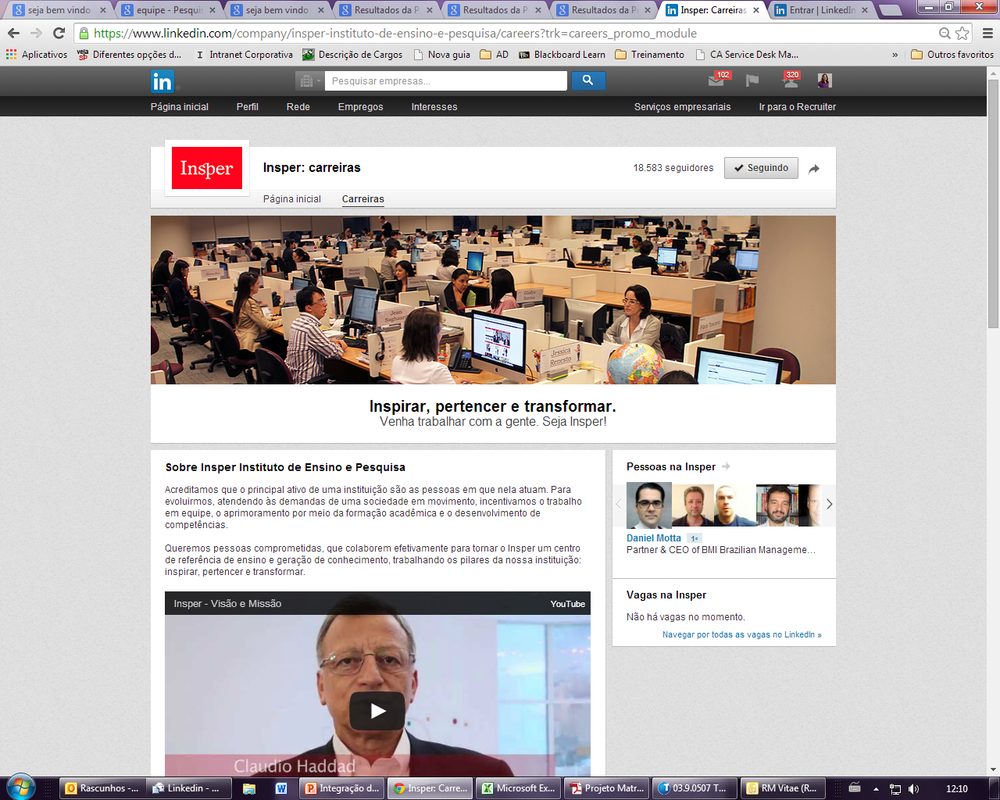 seja bem vindo
equipe - Pesquis
seja bem vindo
Resultados da P
Resultados da P
Resultados da P
Insper: Carreiras
Entrar | LinkedIn
https://www.linkedin.com/company/insper-instituto-de-ensino-e-pesquisa/careers?trk=careers_promo_module
Aplicativos
Diferentes opções d...
Intranet Corporativa
Descrição de Cargos
Nova guia
AD
Blackboard Learn
Treinamento
CA Service Desk Ma...
»
Outros favoritos
in
Pesquisar empresas...
102
320
Página inicial
Perfil
Rede
Empregos
Interesses
Serviços empresariais
Ir para o Recruiter
Insper
Insper: carreiras
18.583 seguidores
Seguindo
Página inicial
Carreiras
Jean
Jessica
Renesto
Inspirar, pertencer e transformar.
Venha trabalhar com a gente. Seja Insper!
Sobre Insper Instituto de Ensino e Pesquisa
Acreditamos que o principal ativo de uma instituição são as pessoas em que nela atuam. Para
evoluirmos, atendendo às demandas de uma sociedade em movimento, incentivamos o trabalho
em equipe, o aprimoramento por meio da formação acadêmica e o desenvolvimento de
competências.
Queremos pessoas comprometidas, que colaborem efetivamente para tornar o Insper um centro
de referência de ensino e geração de conhecimento, trabalhando os pilares da nossa instituição:
inspirar, pertencer e transformar.
Insper - Visão e Missão
YouTube
Claudio Haddad
Pessoas na Insper
Daniel Motta 1º
Partner & CEO of BMI Brazilian Manageme...
Vagas na Insper
Não há vagas no momento.
Navegar por todas as vagas no LinkedIn »
Rascunhos -...
Linkedin - ...
Integração d...
Insper: Carre...
Microsoft Ex...
Projeto Matr...
03.9.0507 T...
RM Vitae (R...
12:10